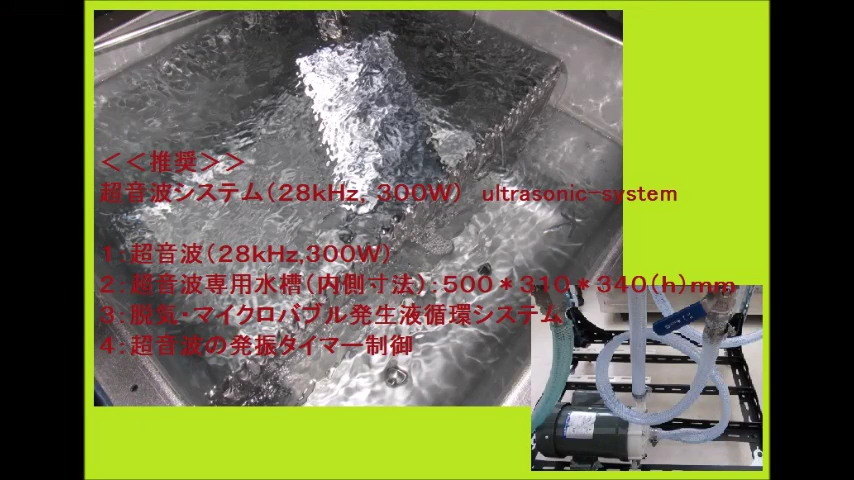 ＜＜推奨＞＞
超音波システム（28kHz, 300W） ultrasonic-system
1：超音波（28kHz,300W）
2：超音波専用水槽（内側寸法）：500＊310＊340(h)mm
3：脱気・マイクロバブル発生液循環システム
4：超音波の発振タイマー制御